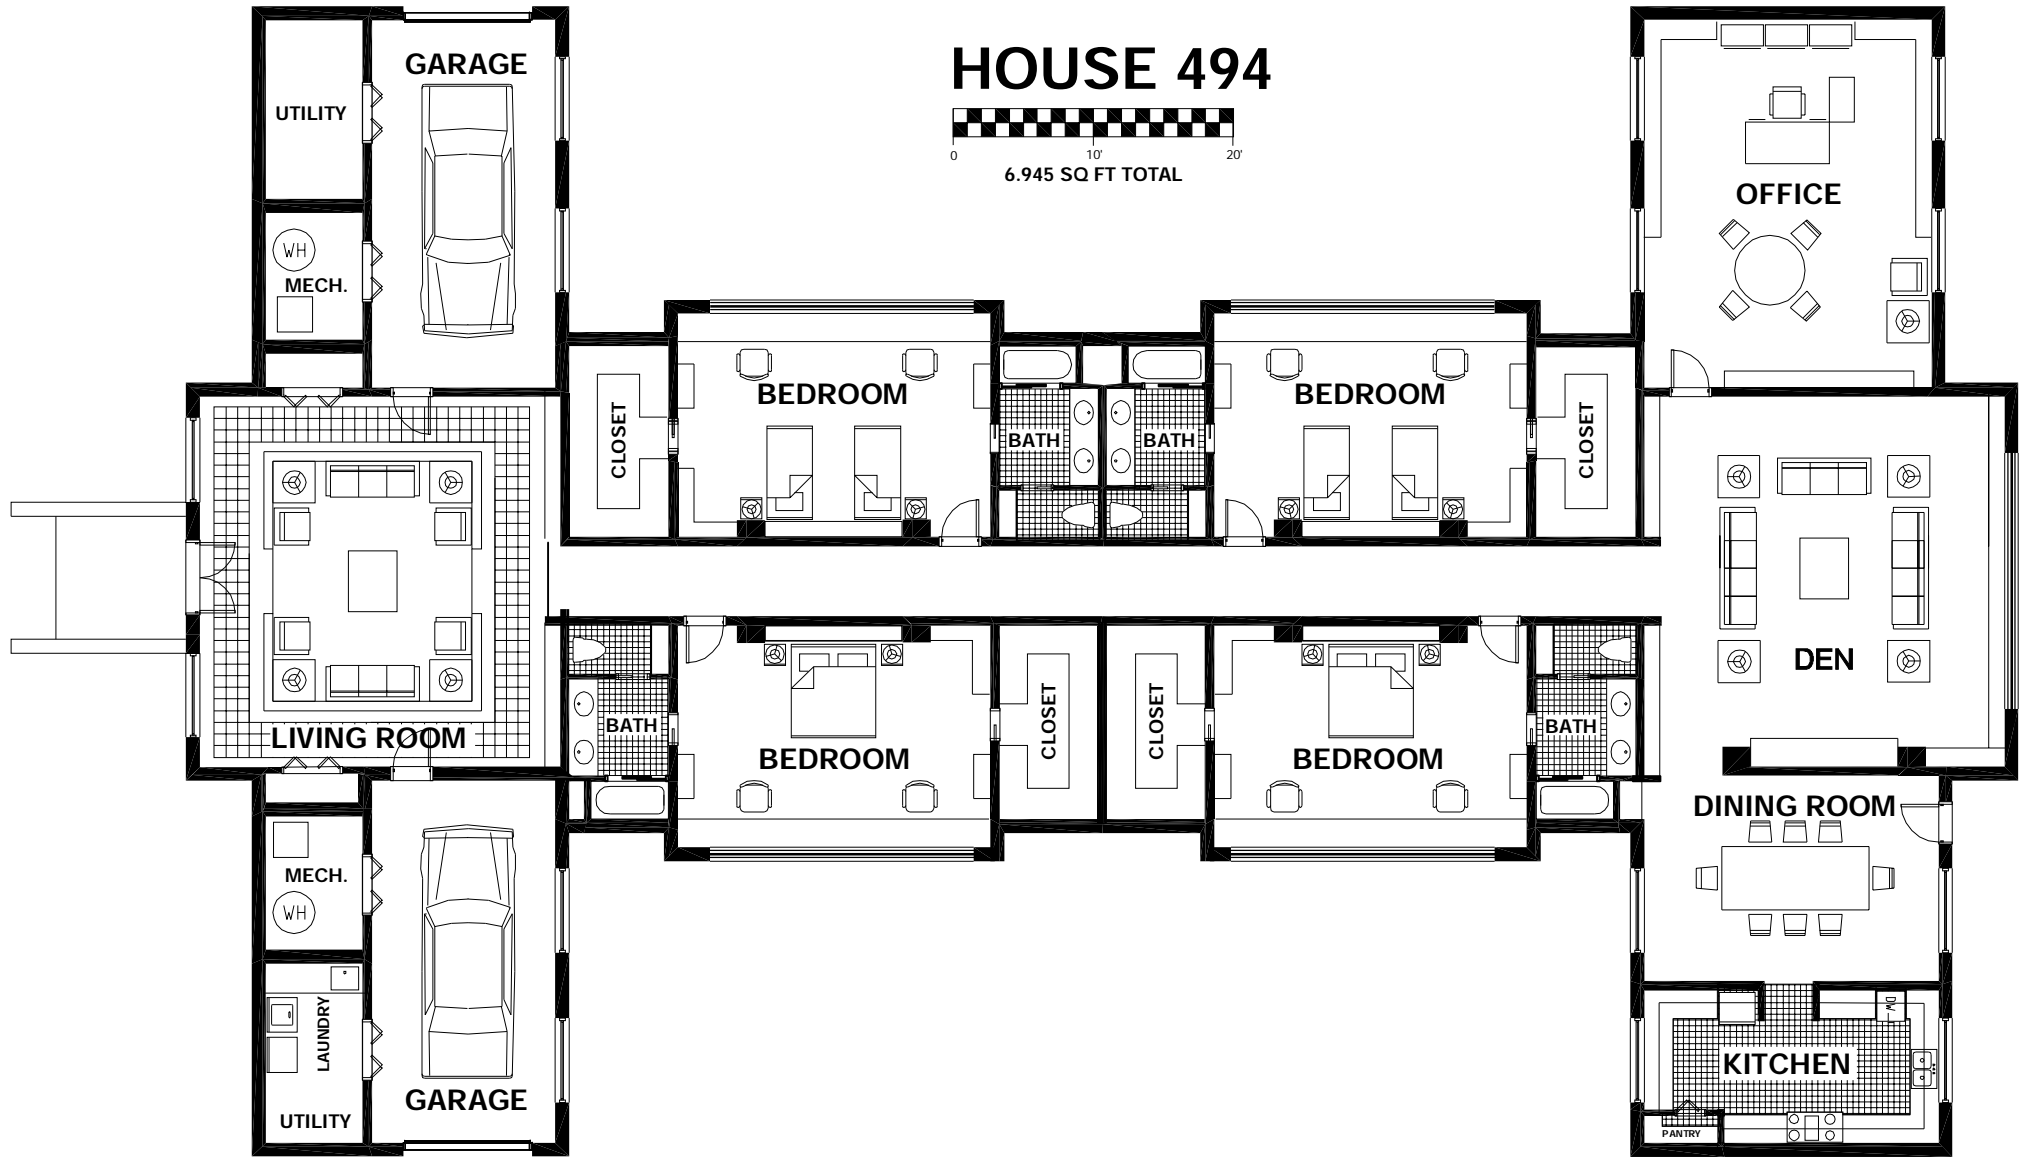 HOUSE 494
0 10' 20'
6.945 SQ FT TOTAL
GARAGE
UTILITY
WH
MECH.
OFFICE
BEDROOM
BEDROOM
CLOSET
BATH
BATH
CLOSET
DEN
LIVING ROOM
BATH
BEDROOM
CLOSET
CLOSET
BEDROOM
BATH
DINING ROOM
MECH.
WH
LAUNDRY
UTILITY
GARAGE
DW
KITCHEN
PANTRY